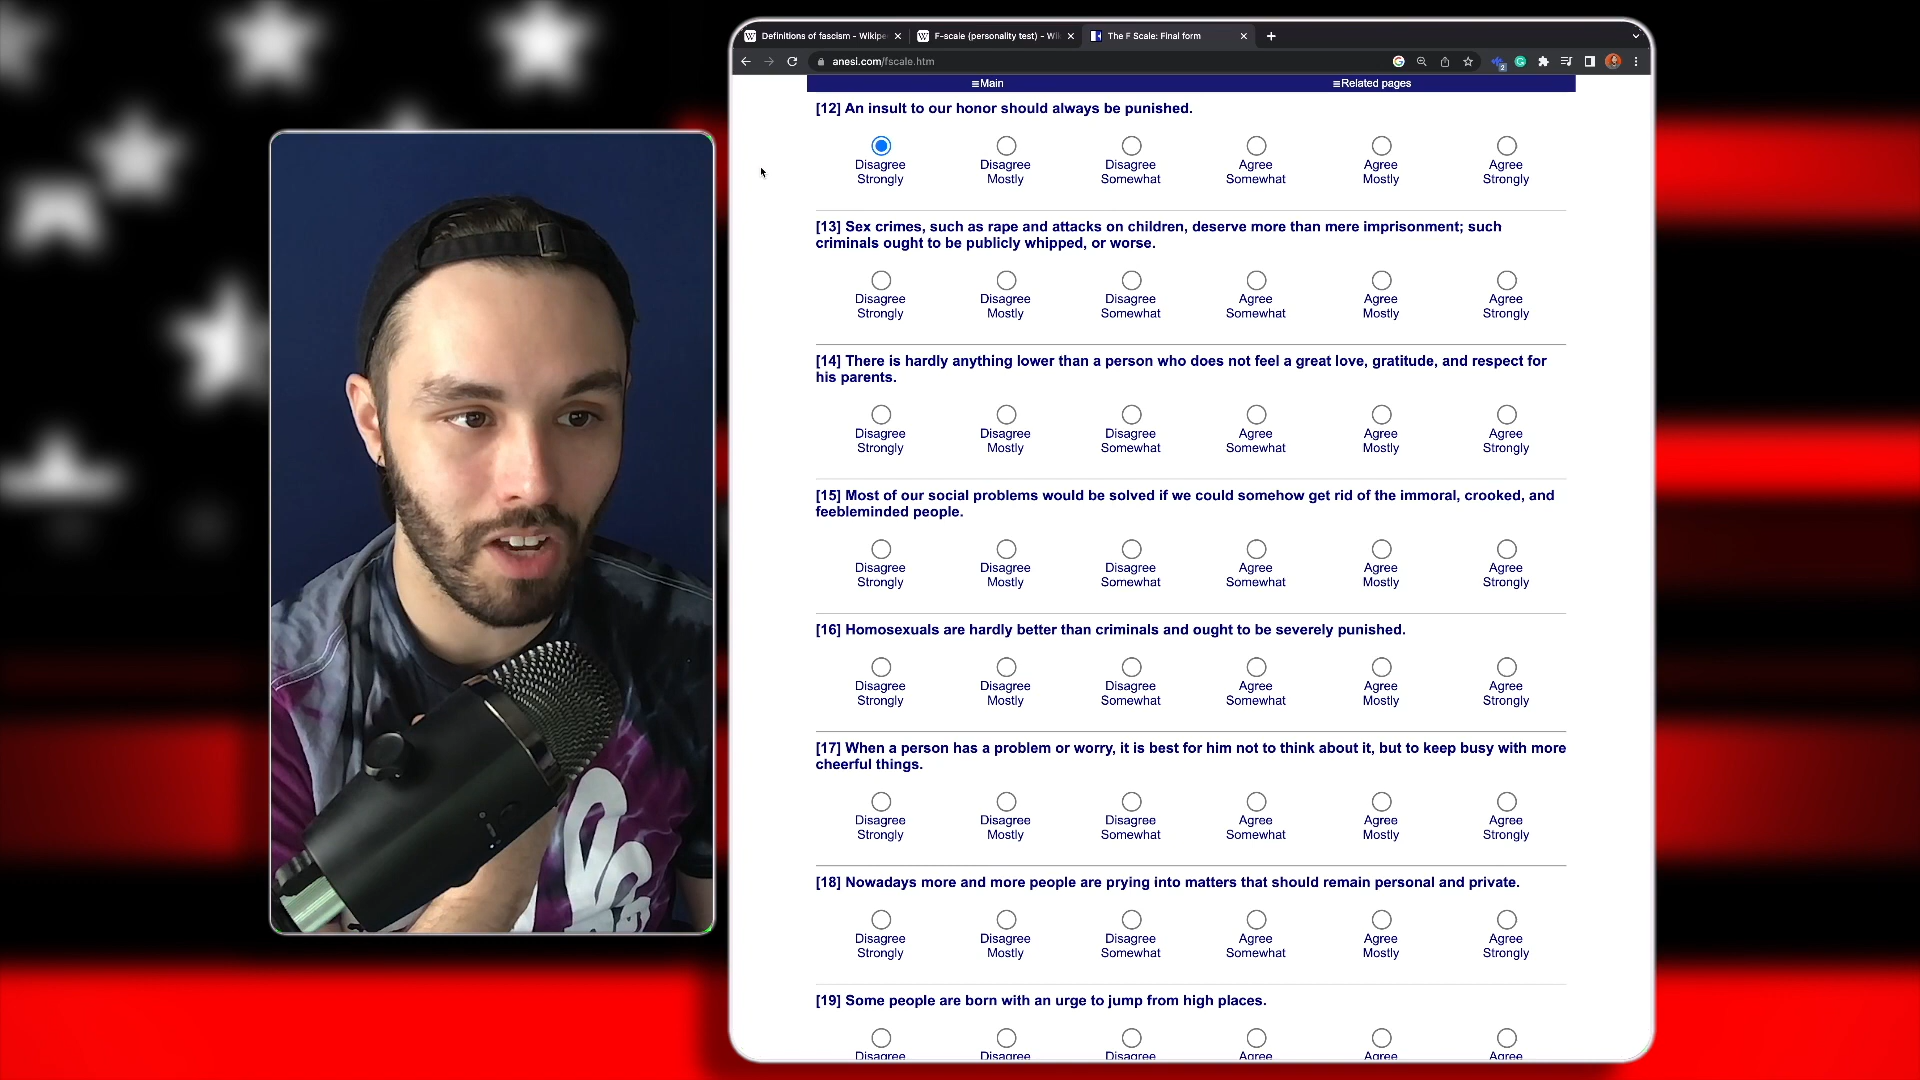 Definitions of fascism - Wikipe
F-scale (personality test) - Wi
The F Scale: Final form
anesi.com/fscale.htm
2
≡Main
≡Related pages
[12] An insult to our honor should always be punished.
Disagree Disagree Disagree Agree Agree Agree
Strongly Mostly Somewhat Somewhat Mostly Strongly
[13] Sex crimes, such as rape and attacks on children, deserve more than mere imprisonment; such
criminals ought to be publicly whipped, or worse.
Disagree Disagree Disagree Agree Agree Agree
Strongly Mostly Somewhat Somewhat Mostly Strongly
[14] There is hardly anything lower than a person who does not feel a great love, gratitude, and respect for
his parents.
Disagree Disagree Disagree Agree Agree Agree
Strongly Mostly Somewhat Somewhat Mostly Strongly
[15] Most of our social problems would be solved if we could somehow get rid of the immoral, crooked, and
feebleminded people.
Disagree Disagree Disagree Agree Agree Agree
Strongly Mostly Somewhat Somewhat Mostly Strongly
[16] Homosexuals are hardly better than criminals and ought to be severely punished.
Disagree Disagree Disagree Agree Agree Agree
Strongly Mostly Somewhat Somewhat Mostly Strongly
[17] When a person has a problem or worry, it is best for him not to think about it, but to keep busy with more
cheerful things.
Disagree Disagree Disagree Agree Agree Agree
Strongly Mostly Somewhat Somewhat Mostly Strongly
[18] Nowadays more and more people are prying into matters that should remain personal and private.
Disagree Disagree Disagree Agree Agree Agree
Strongly Mostly Somewhat Somewhat Mostly Strongly
[19] Some people are born with an urge to jump from high places.
Disagree Disagree Disagree Agree Agree Agree